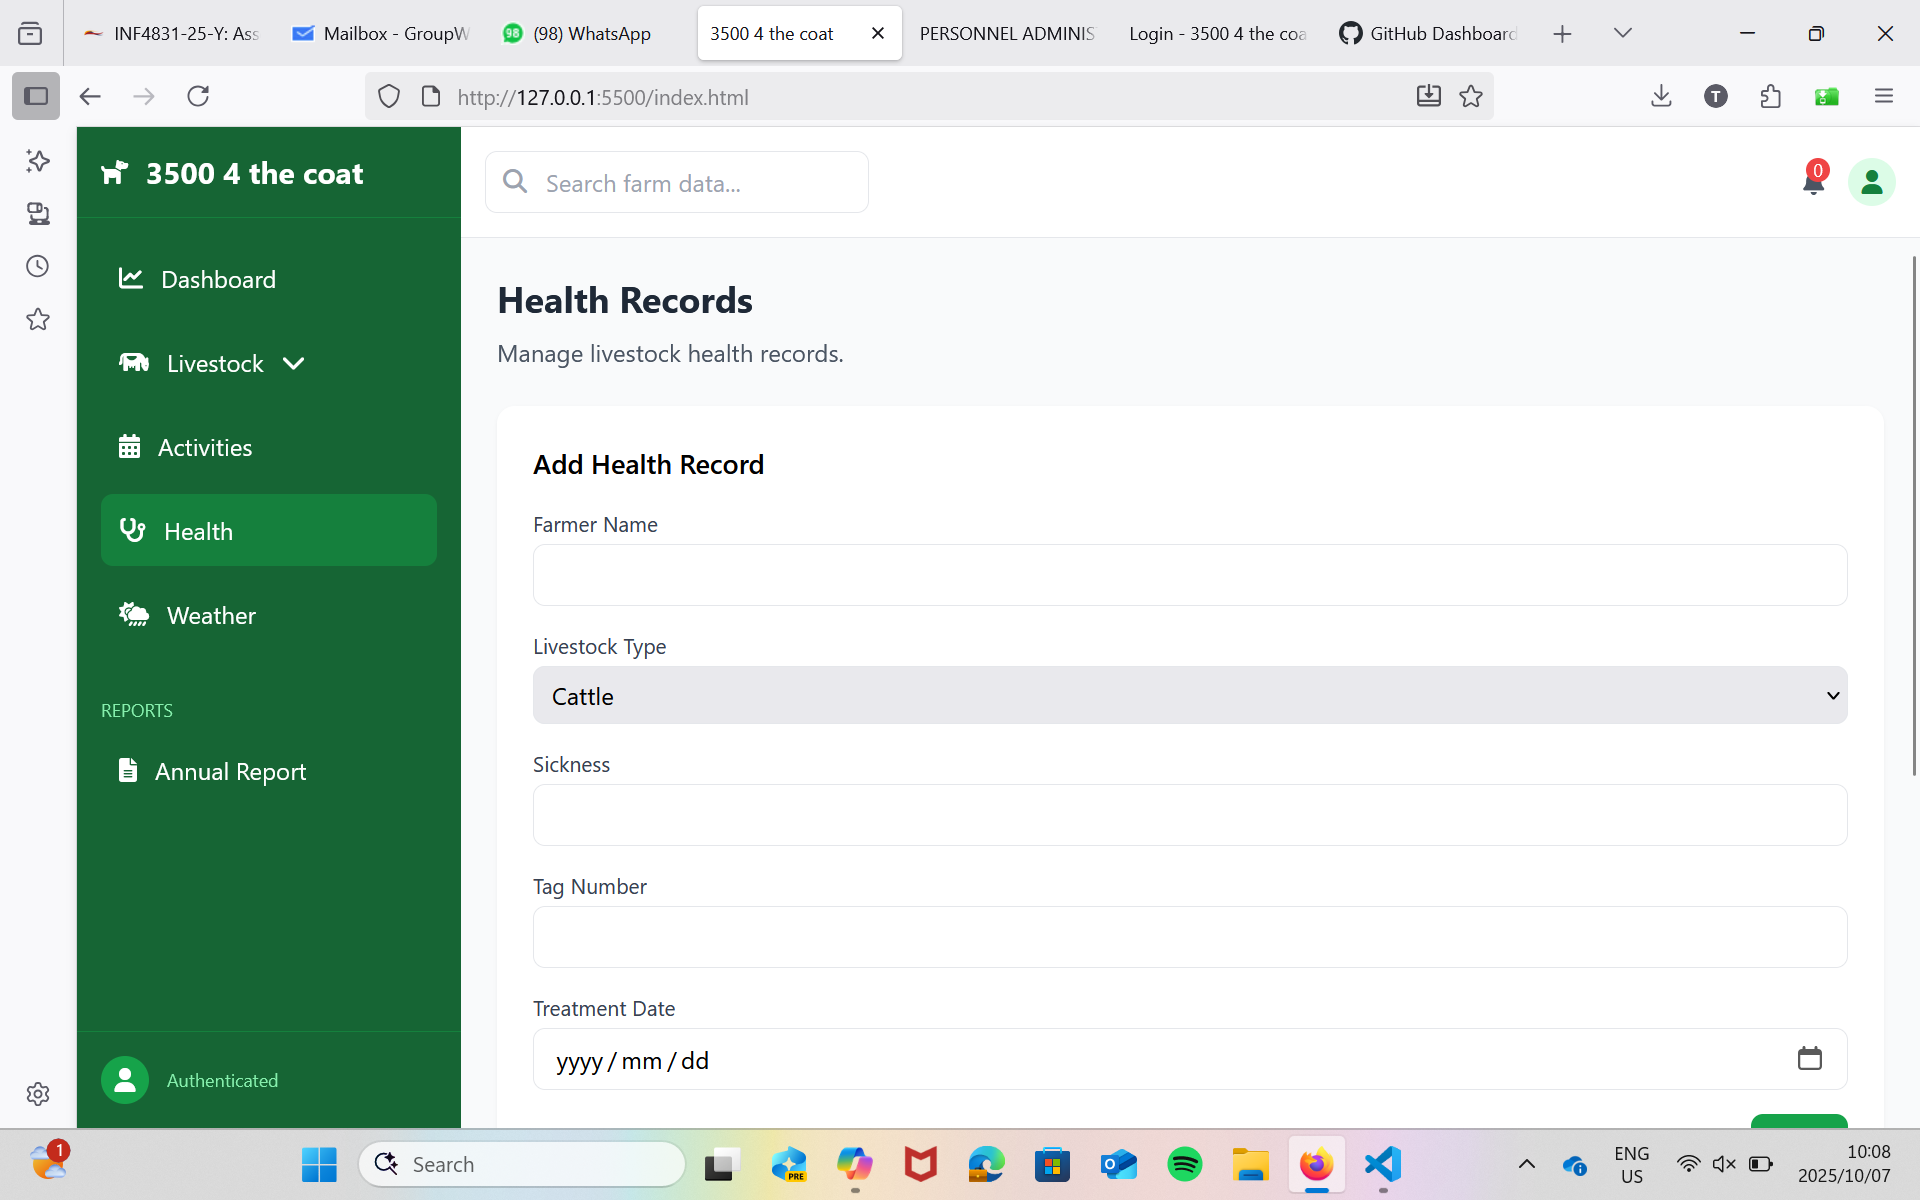 INF4831-25-Y: Ass
Mailbox - GroupW
98
(98) WhatsApp
3500 4 the coat
PERSONNEL ADMINIS
Login - 3500 4 the coa
GitHub Dashboard
http://127.0.0.1:5500/index.html
T
3500 4 the coat
Search farm data...
0
Dashboard
Livestock
Activities
Health
Weather
REPORTS
Annual Report
Authenticated
Health Records
Manage livestock health records.
Add Health Record
Farmer Name
Livestock Type
Cattle
Sickness
Tag Number
Treatment Date
yyyy / mm / dd
1
Search
PRE
ENG
US
10:08
2025/10/07